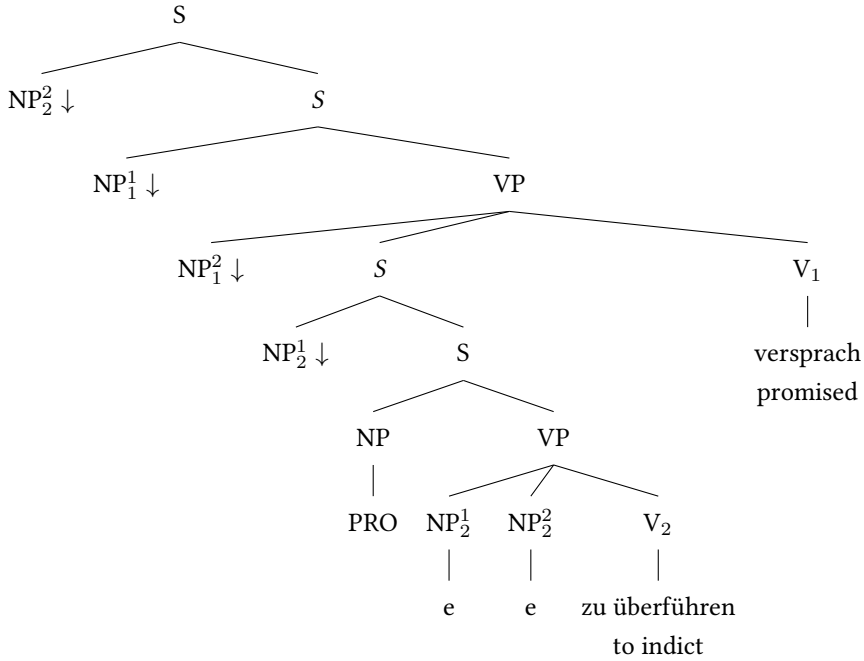 S
NP₂² ↓ S
NP₁¹ ↓ VP
NP₁² ↓ S V₁
NP₂¹ ↓ S versprach
promised
NP VP
PRO NP₂¹ NP₂² V₂
e e zu überführen
to indict